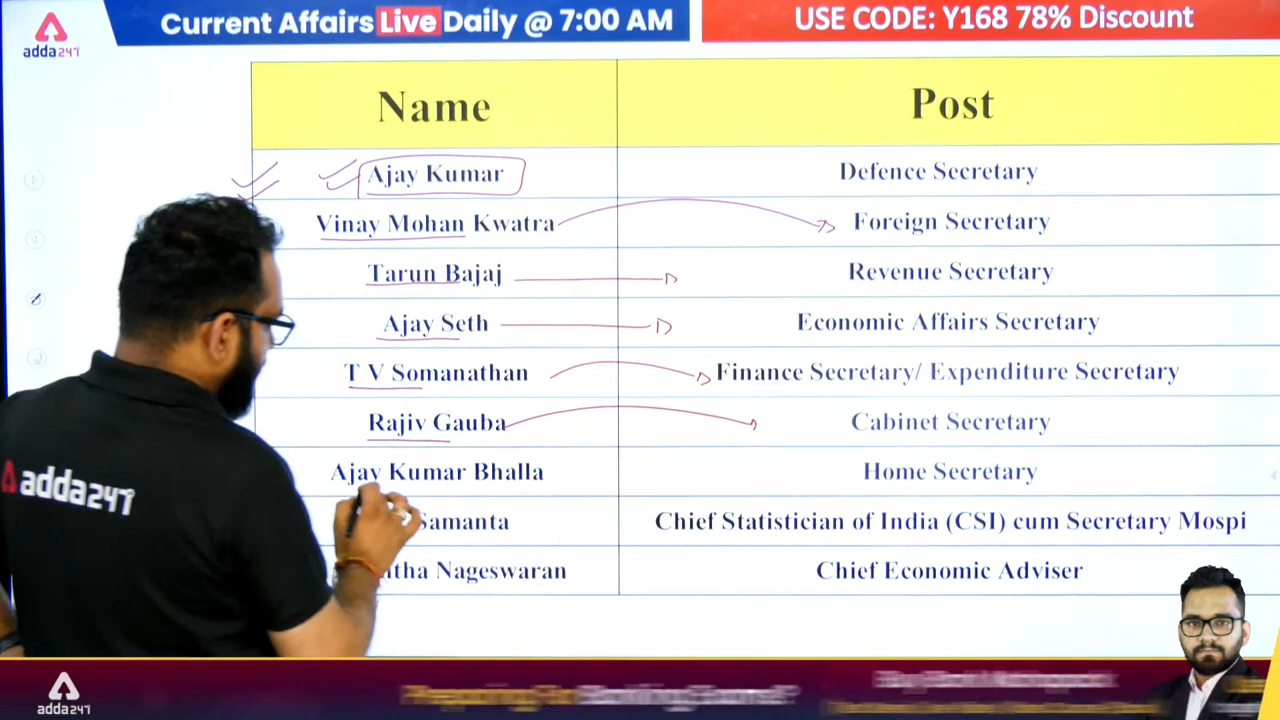 Current Affairs Live Daily @ 7:00 AM
USE CODE: Y168 78% Discount
adda247
Name Post
Ajay Kumar Defence Secretary
Vinay Mohan Kwatra Foreign Secretary
Tarun Bajaj Revenue Secretary
Ajay Seth Economic Affairs Secretary
T V Somanathan Finance Secretary/ Expenditure Secretary
Rajiv Gauba Cabinet Secretary
Ajay Kumar Bhalla Home Secretary
Samanta Chief Statistician of India (CSI) cum Secretary Mospi
Nageswaran Chief Economic Adviser
adda247
adda247